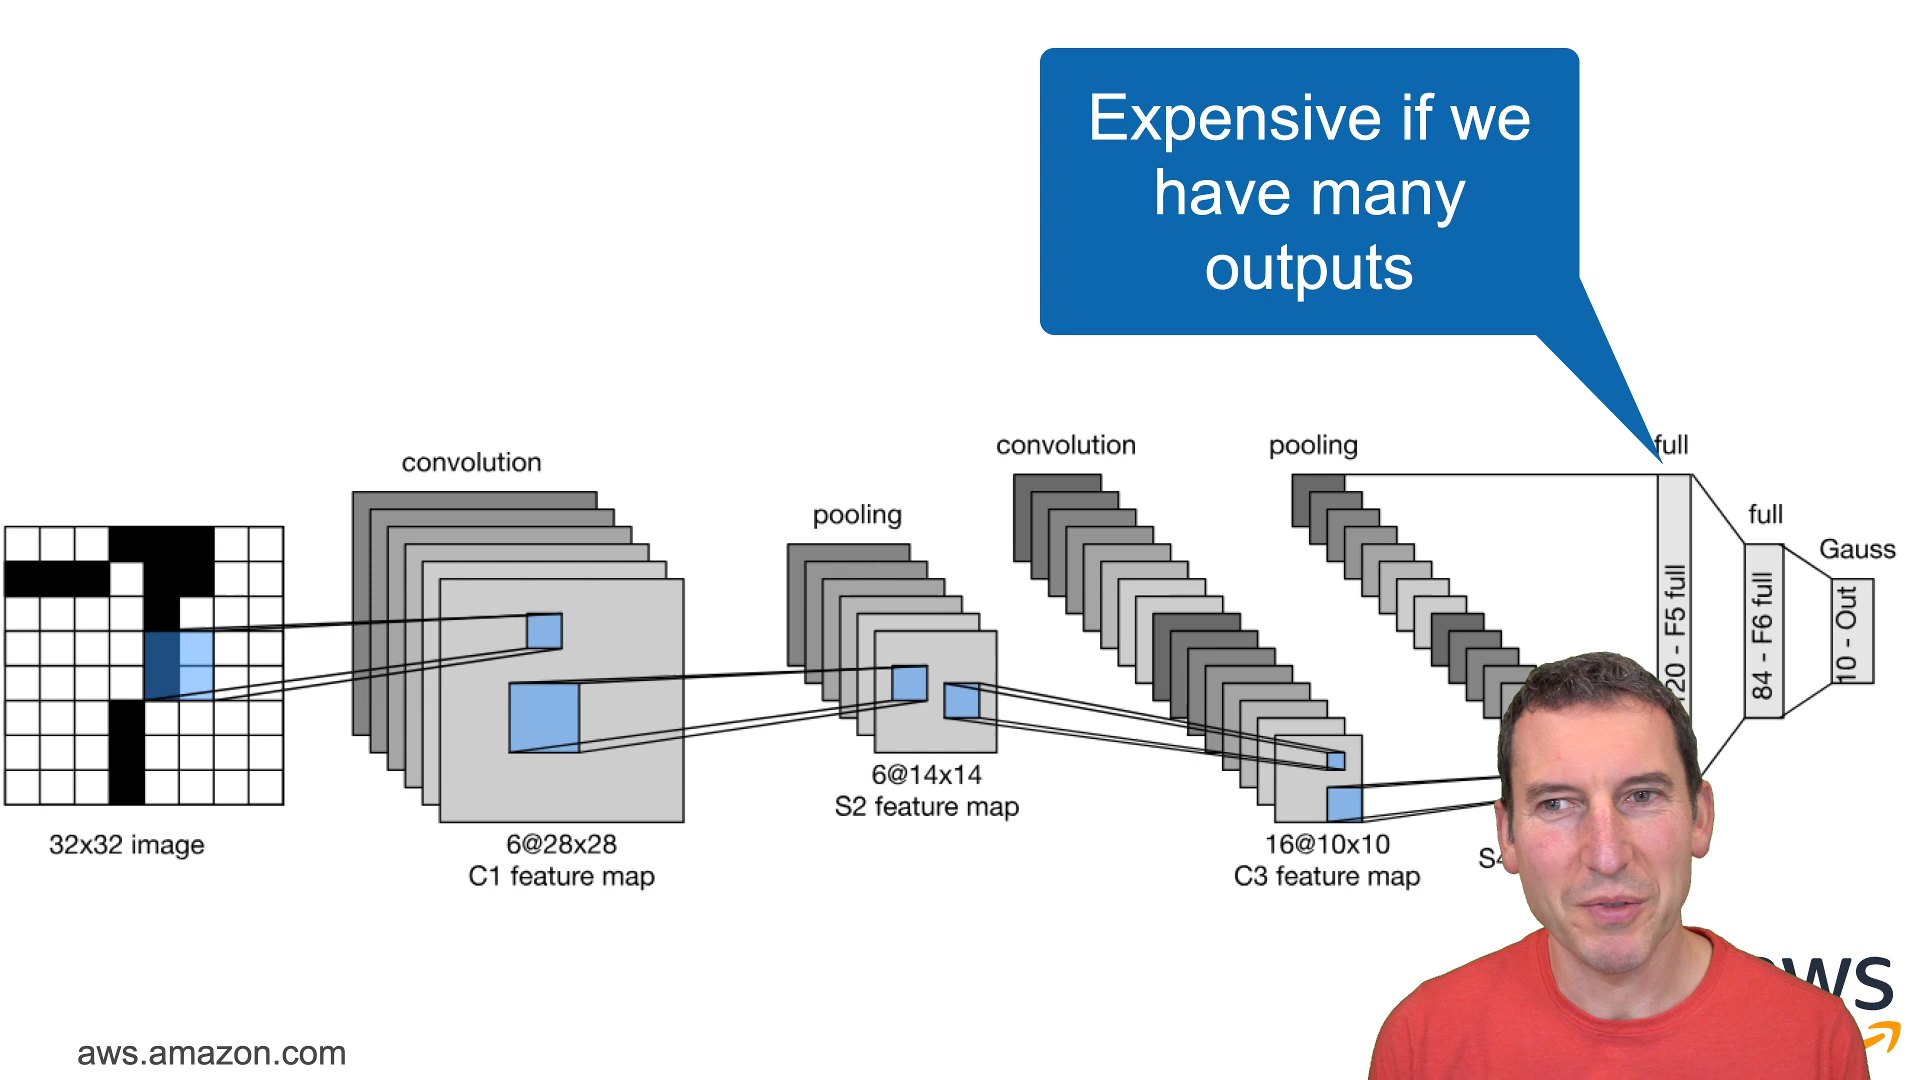 Expensive if we
have many
outputs
convolution
pooling
convolution
pooling
full
full
Gauss
32x32 image
6@28x28
C1 feature map
6@14x14
S2 feature map
16@10x10
C3 feature map
20 - F5 full
84 - F6 full
10 - Out
aws.amazon.com